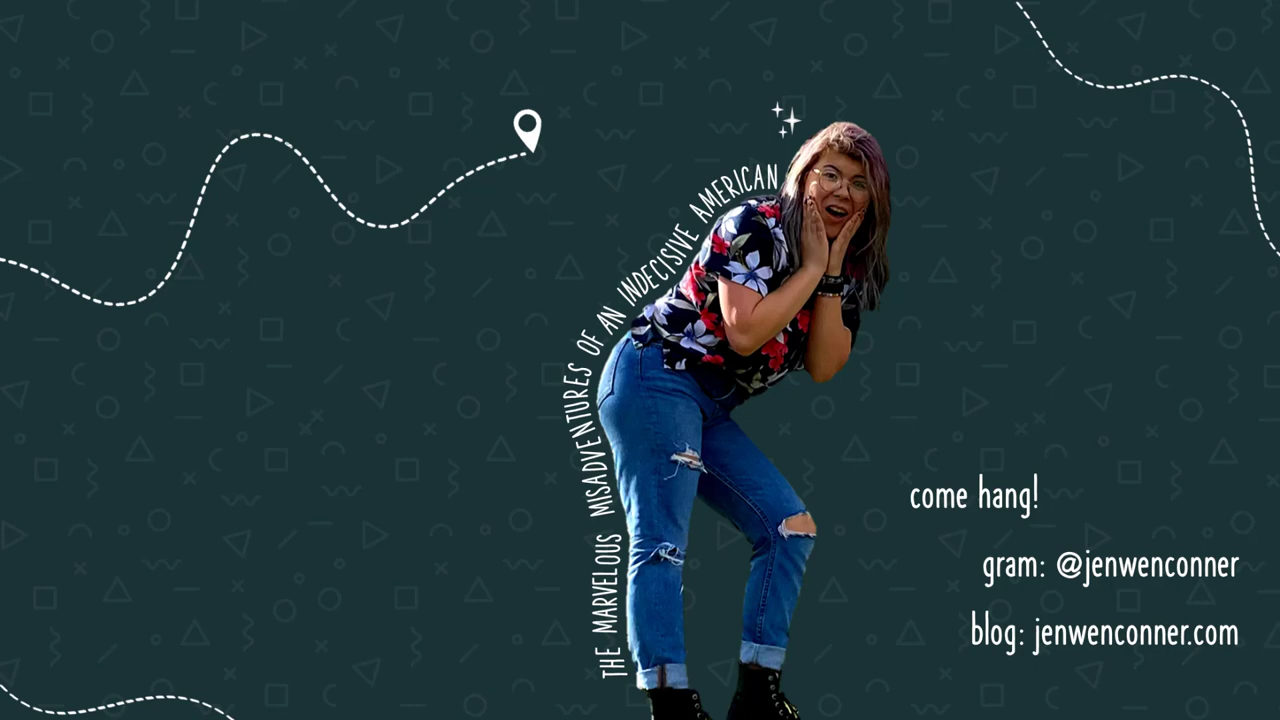 THE MARVELOUS MISADVENTURES OF AN INDECISIVE AMERICAN
come hang!
gram: @jenwenconner
blog: jenwenconner.com